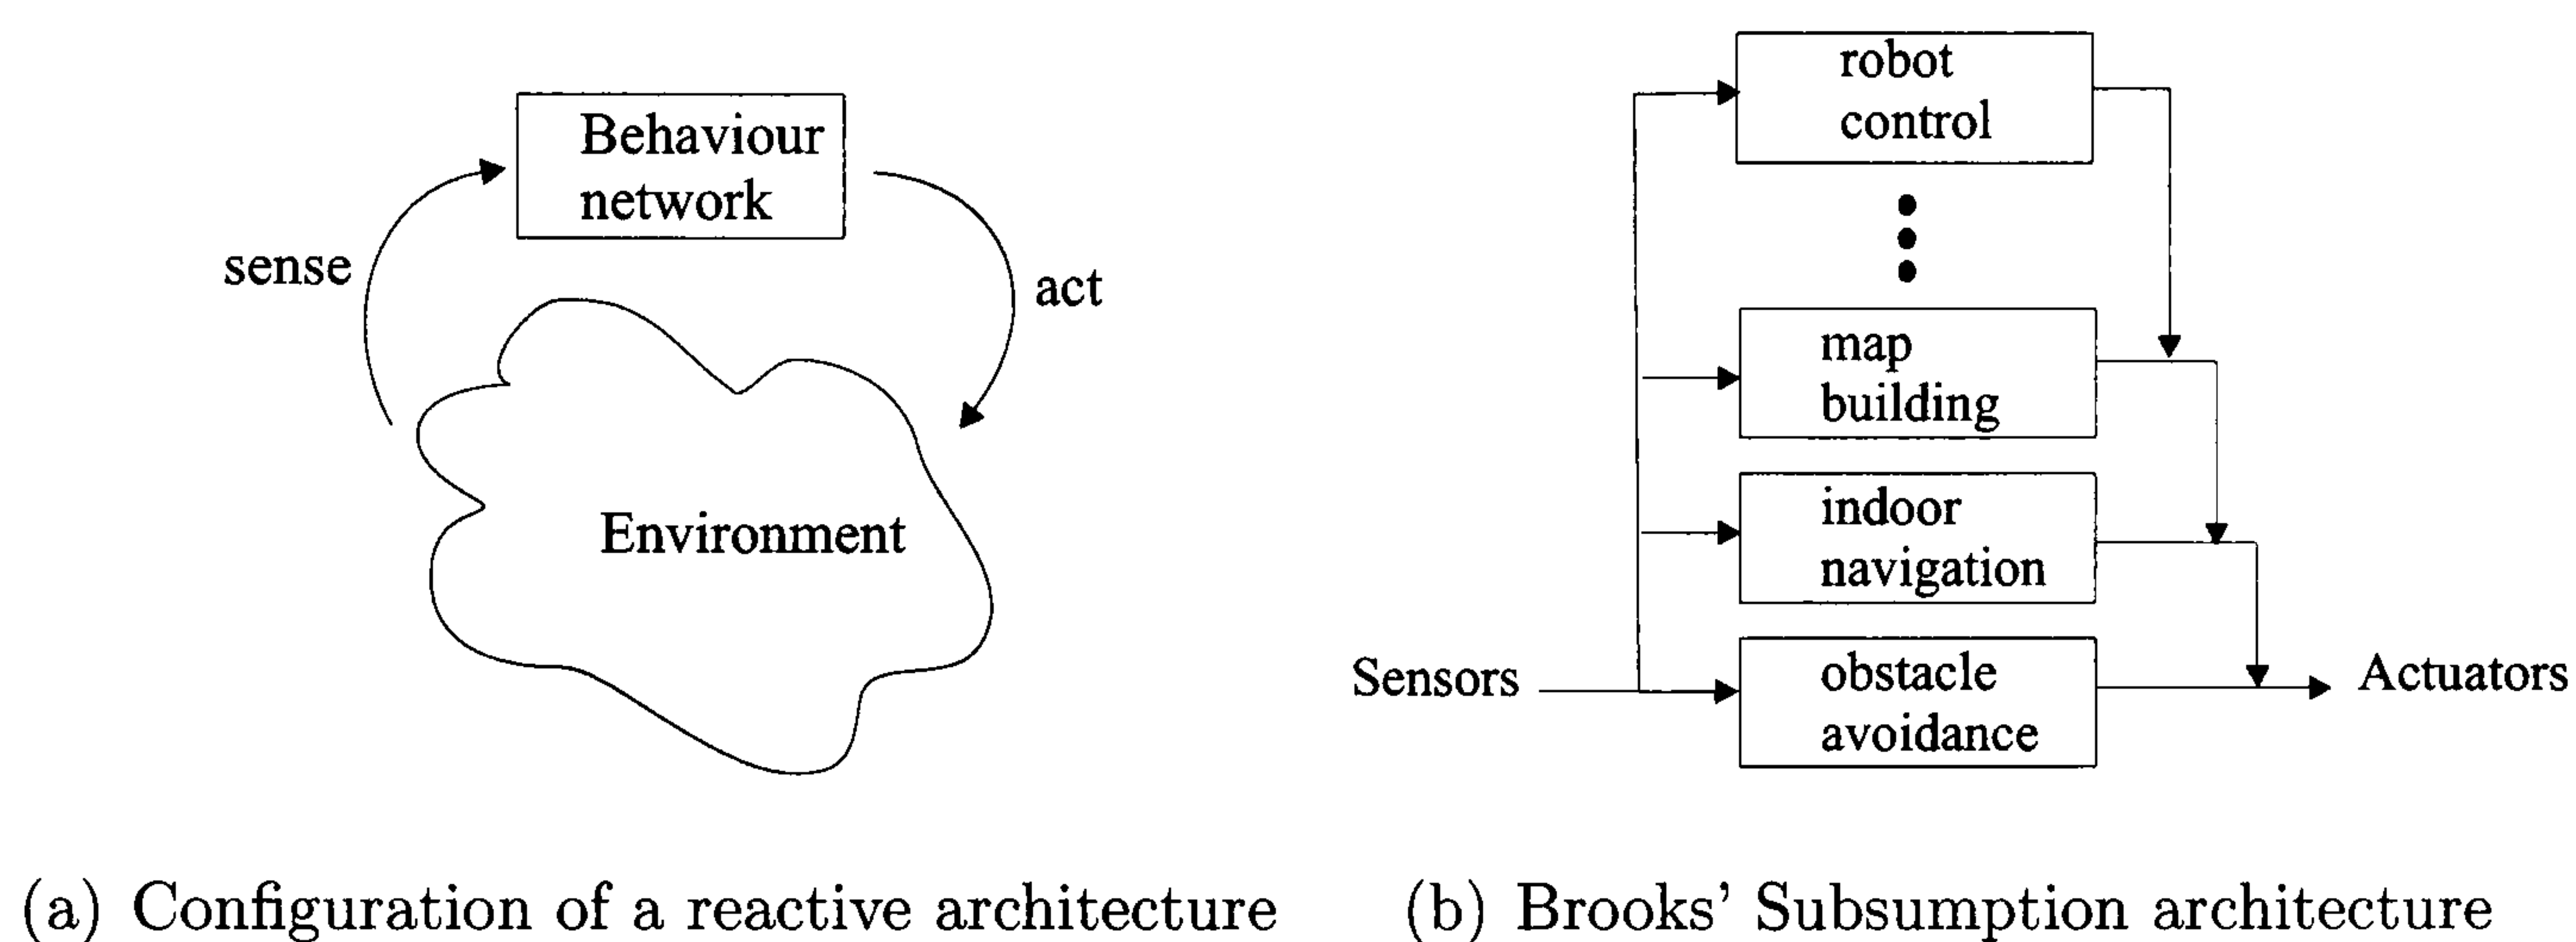 Behaviour
network
sense
act
Environment
(a) Configuration of a reactive architecture
robot
control
map
building
indoor
navigation
Sensors
obstacle
avoidance
Actuators
(b) Brooks’ Subsumption architecture